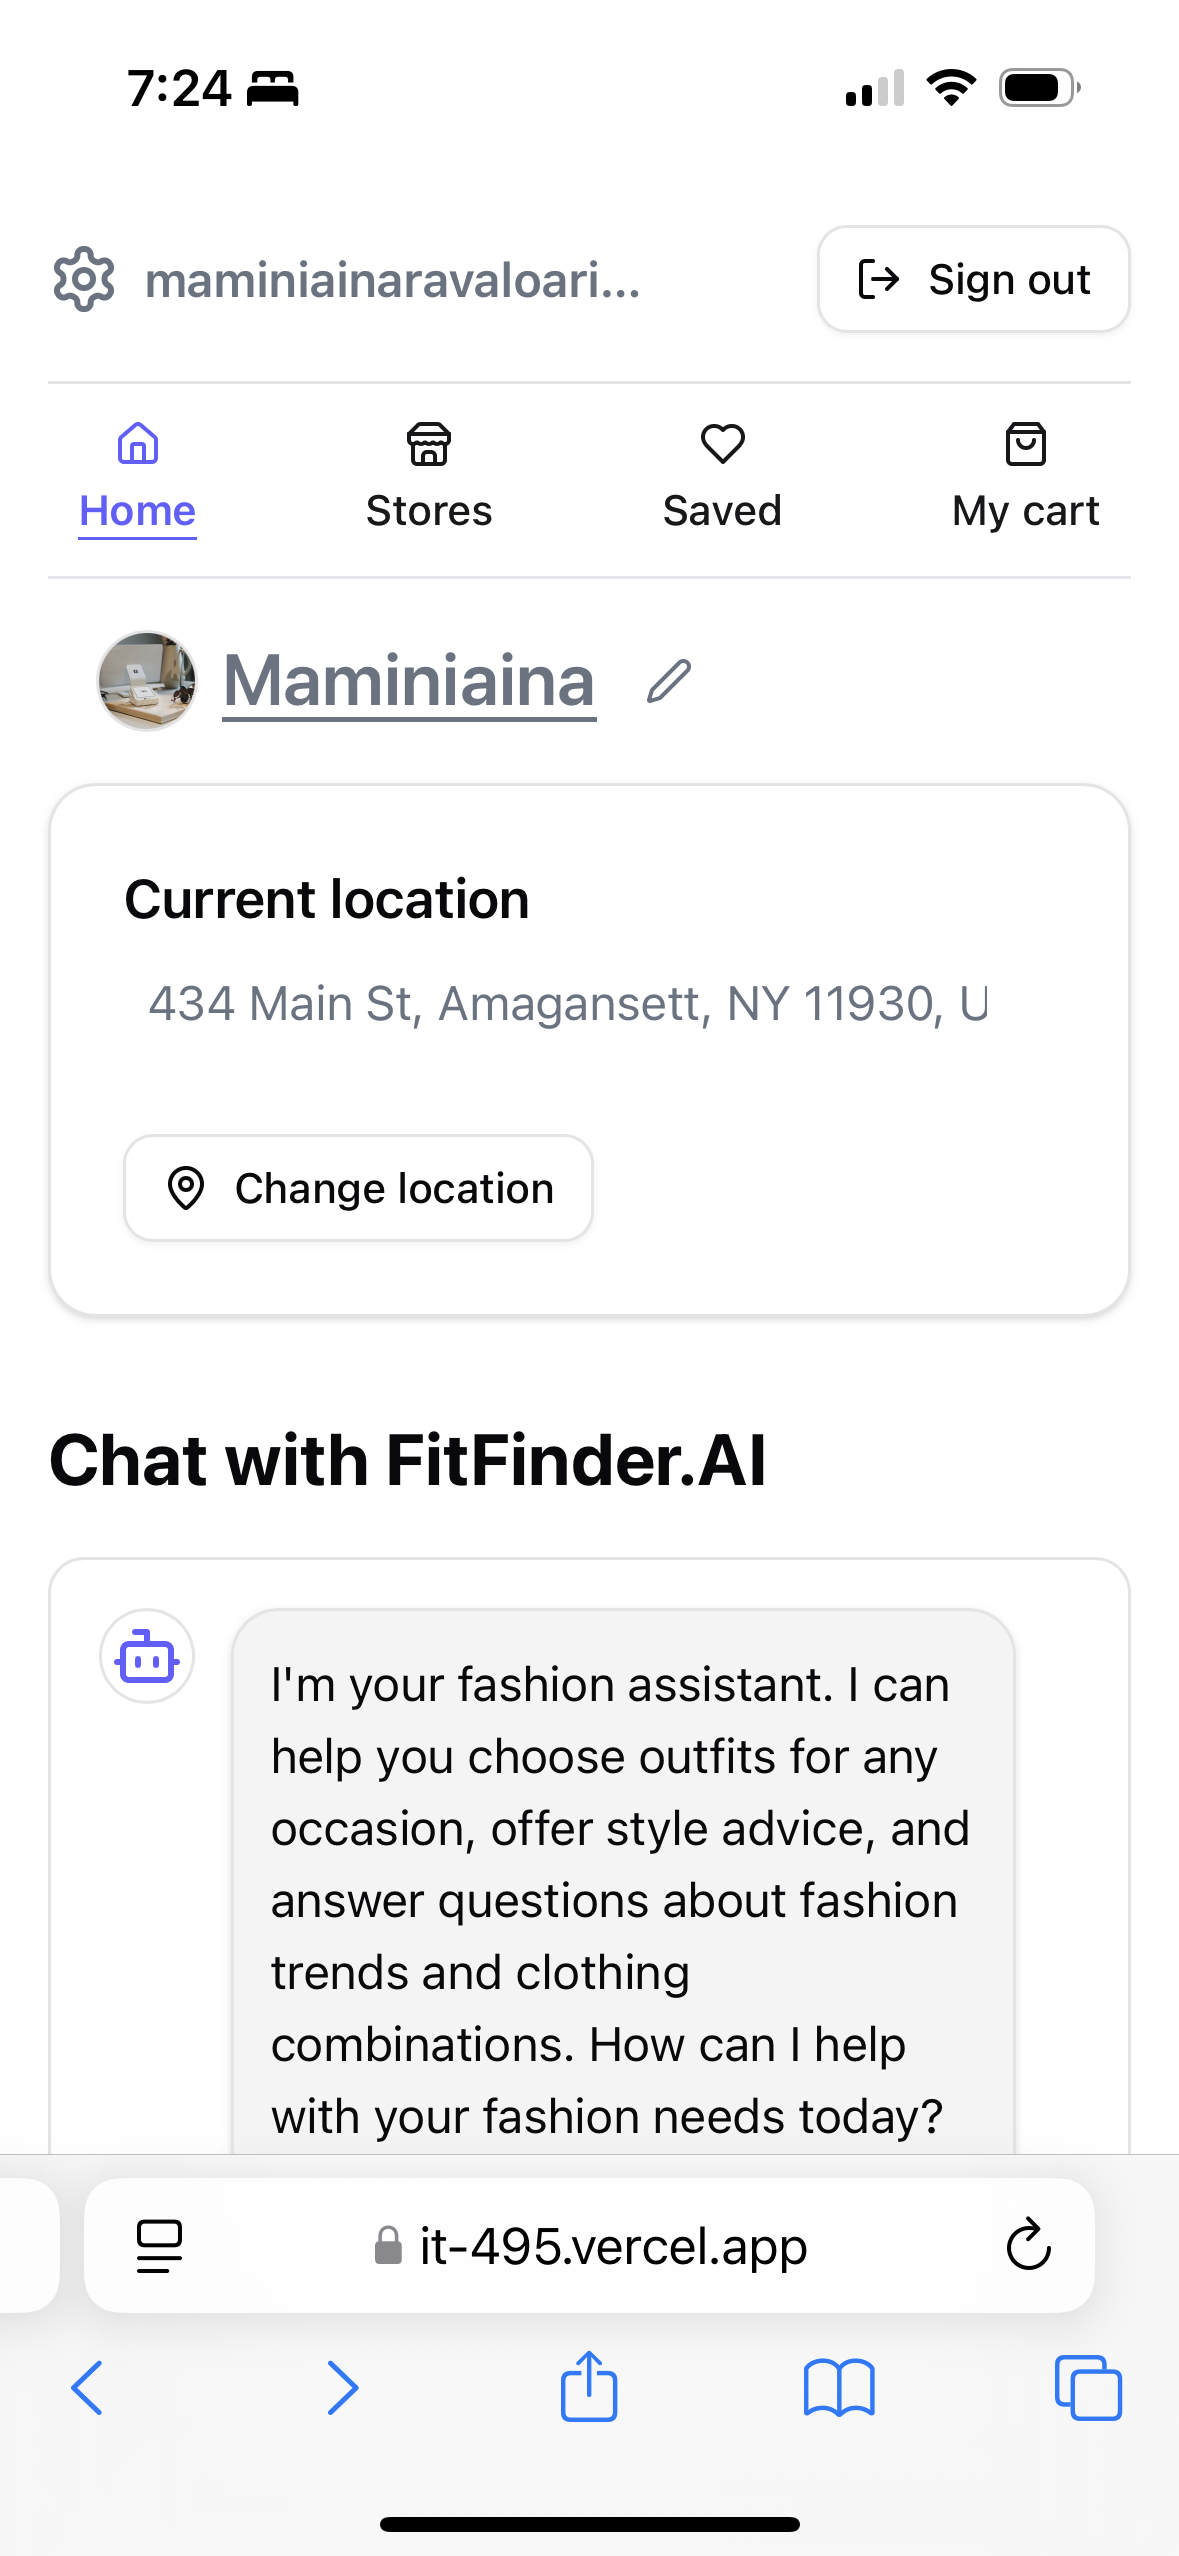 7:24
maminiainaravaloari...
Sign out
Home
Stores
Saved
My cart
Maminiaina
Current location
434 Main St, Amagansett, NY 11930, U
Change location
Chat with FitFinder.AI
I'm your fashion assistant. I can
help you choose outfits for any
occasion, offer style advice, and
answer questions about fashion
trends and clothing
combinations. How can I help
with your fashion needs today?
it-495.vercel.app